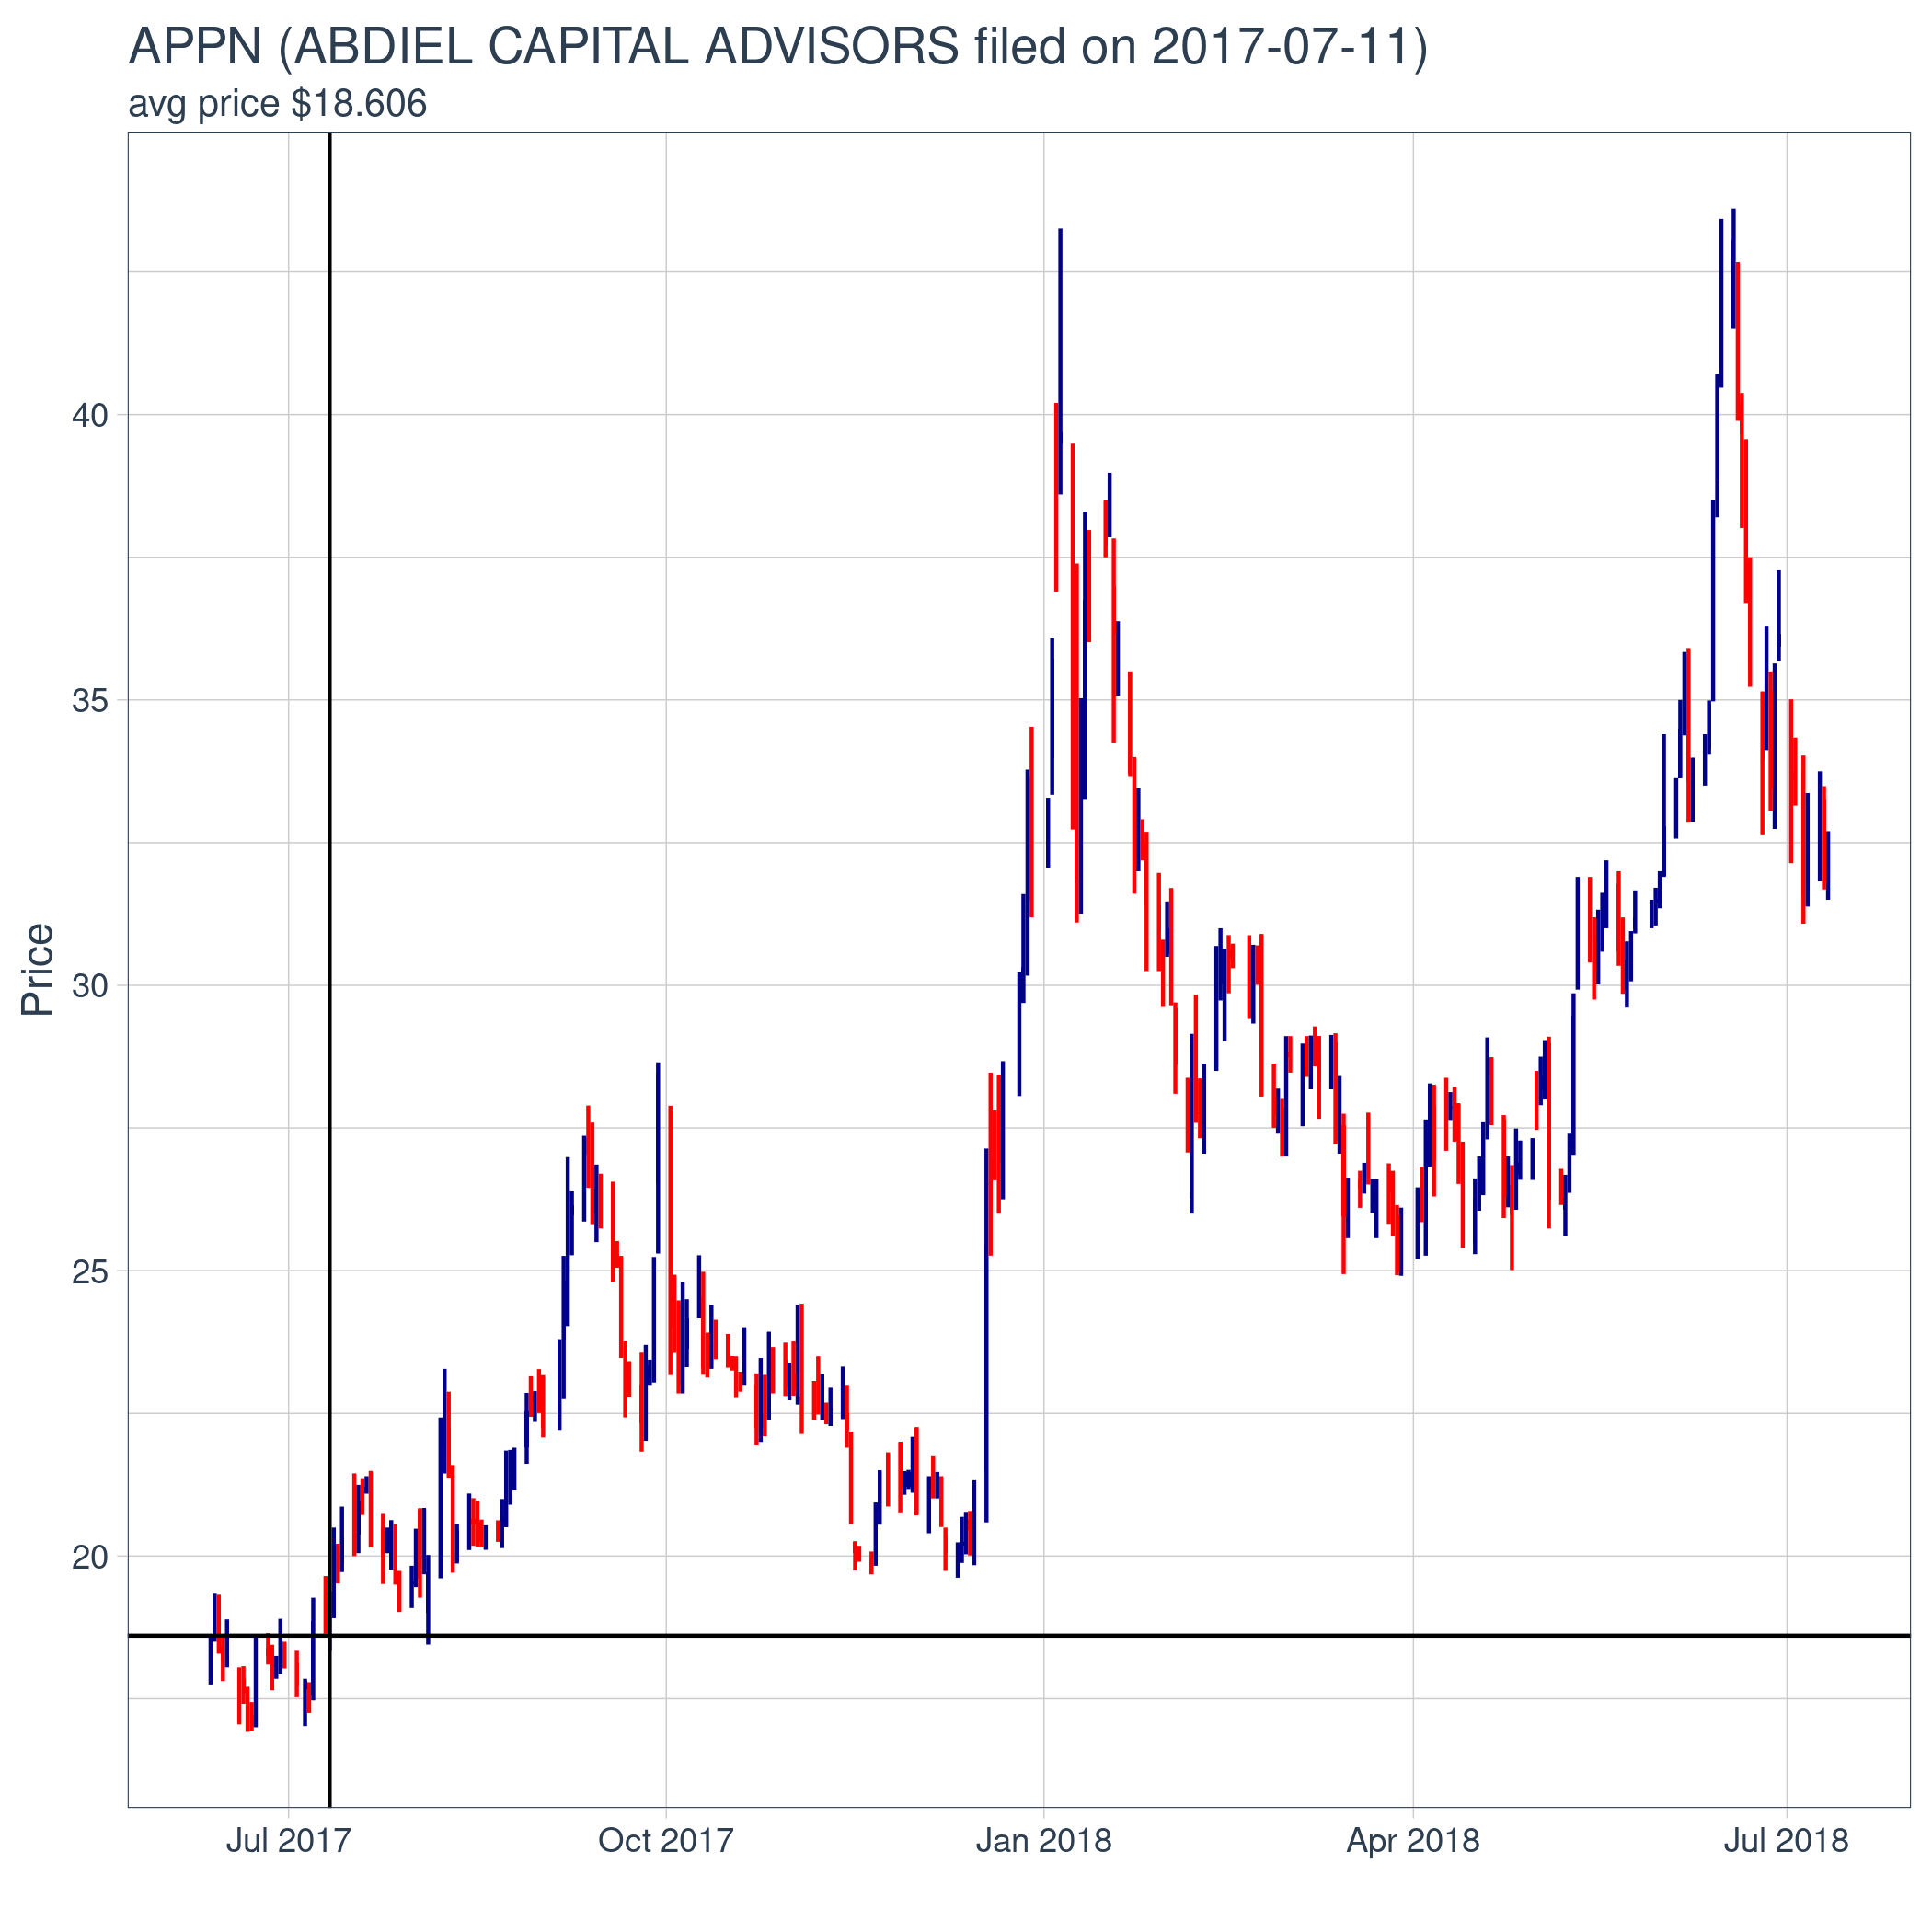 APPN (ABDIEL CAPITAL ADVISORS filed on 2017-07-11)
avg price $18.606
Price
40
35
30
25
20
Jul 2017
Oct 2017
Jan 2018
Apr 2018
Jul 2018